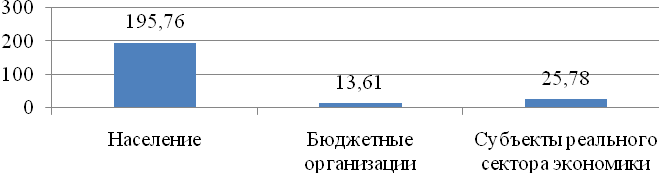 300
200
100
0
195,76
13,61
25,78
Население
Бюджетные
организации
Субъекты реального
сектора экономики